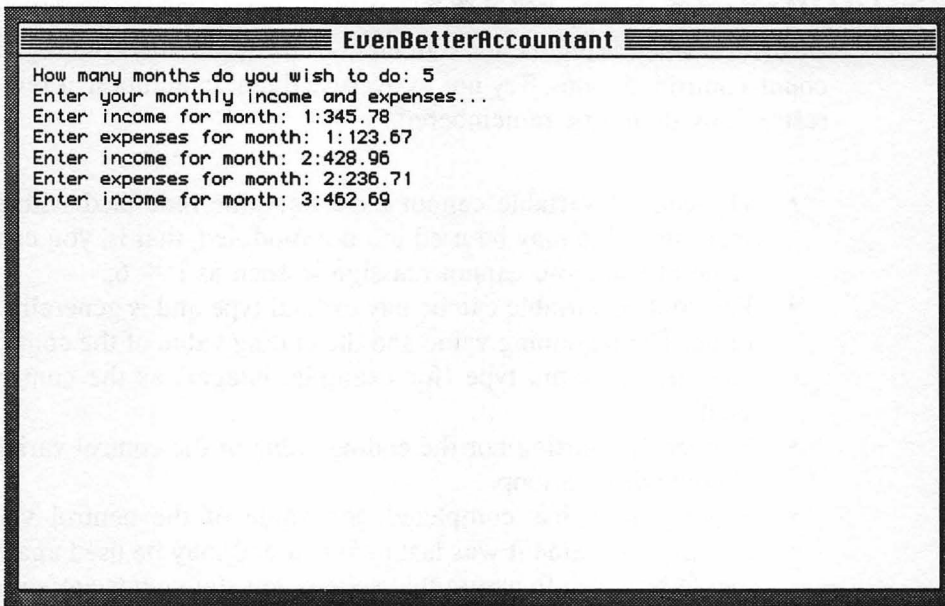 EvenBetterAccountant
How many months do you wish to do: 5
Enter your monthly income and expenses...
Enter income for month: 1:345.78
Enter expenses for month: 1:123.67
Enter income for month: 2:428.96
Enter expenses for month: 2:236.71
Enter income for month: 3:462.69